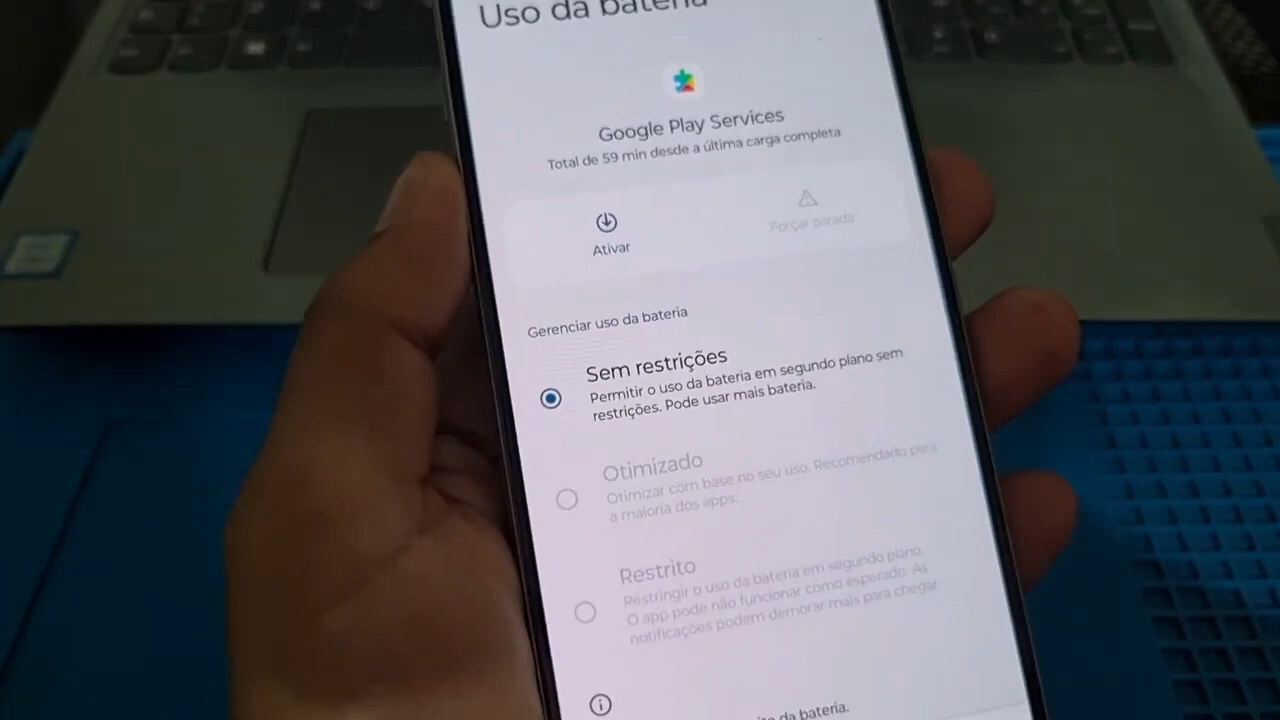 Uso da bateria
Google Play Services
Total de 59 min desde a última carga completa
Ativar
Forçar parada
Gerenciar uso da bateria
Sem restrições
Permitir o uso da bateria em segundo plano sem
restrições. Pode usar mais bateria.
Otimizado
Otimizar com base no seu uso. Recomendado para
a maioria dos apps.
Restrito
Restringir o uso da bateria em segundo plano.
O app pode não funcionar como esperado. As
notificações podem demorar mais para chegar.
da bateria.